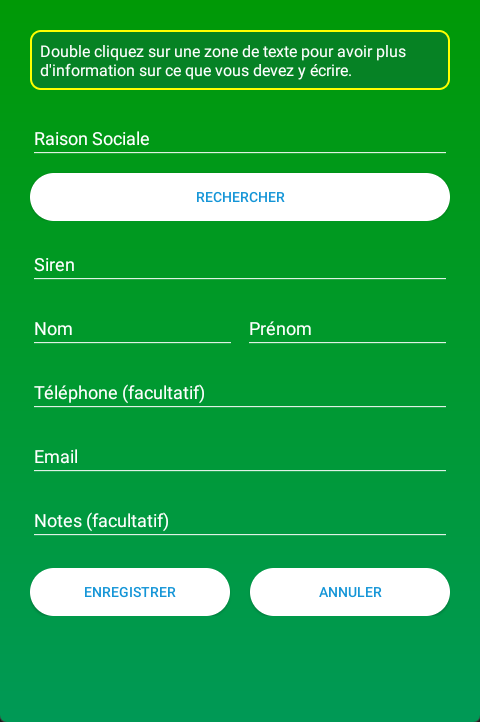 Double cliquez sur une zone de texte pour avoir plus
d'information sur ce que vous devez y écrire.
Raison Sociale
RECHERCHER
Siren
Nom
Prénom
Téléphone (facultatif)
Email
Notes (facultatif)
ENREGISTRER
ANNULER